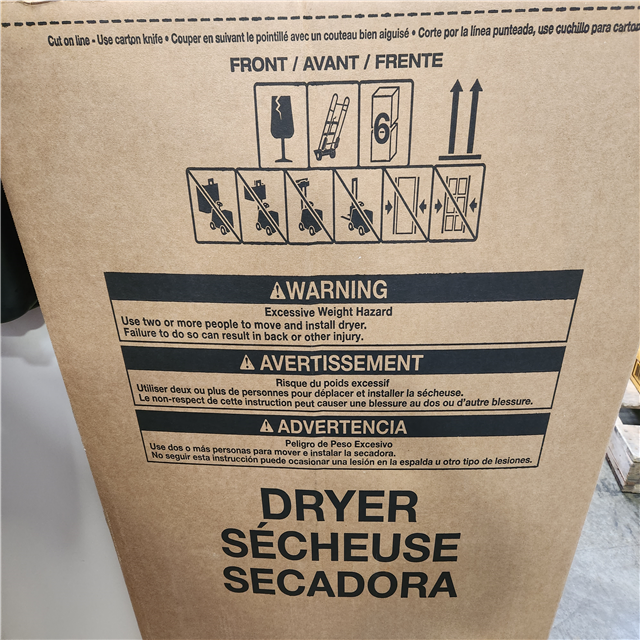 Cut on line - Use carton knife • Couper en suivant le pointillé avec un couteau bien aiguisé • Corte por la línea punteada, use cuchillo para carton
FRONT / AVANT / FRENTE
6
⚠WARNING
Excessive Weight Hazard
Use two or more people to move and install dryer.
Failure to do so can result in back or other injury.
⚠ AVERTISSEMENT
Risque du poids excessif
Utiliser deux ou plus de personnes pour déplacer et installer la sécheuse.
Le non-respect de cette instruction peut causer une blessure au dos ou d'autre blessure.
⚠ADVERTENCIA
Peligro de Peso Excesivo
Use dos o más personas para mover e instalar la secadora.
No seguir esta instrucción puede ocasionar una lesión en la espalda u otro tipo de lesiones.
DRYER
SÉCHEUSE
SECADORA